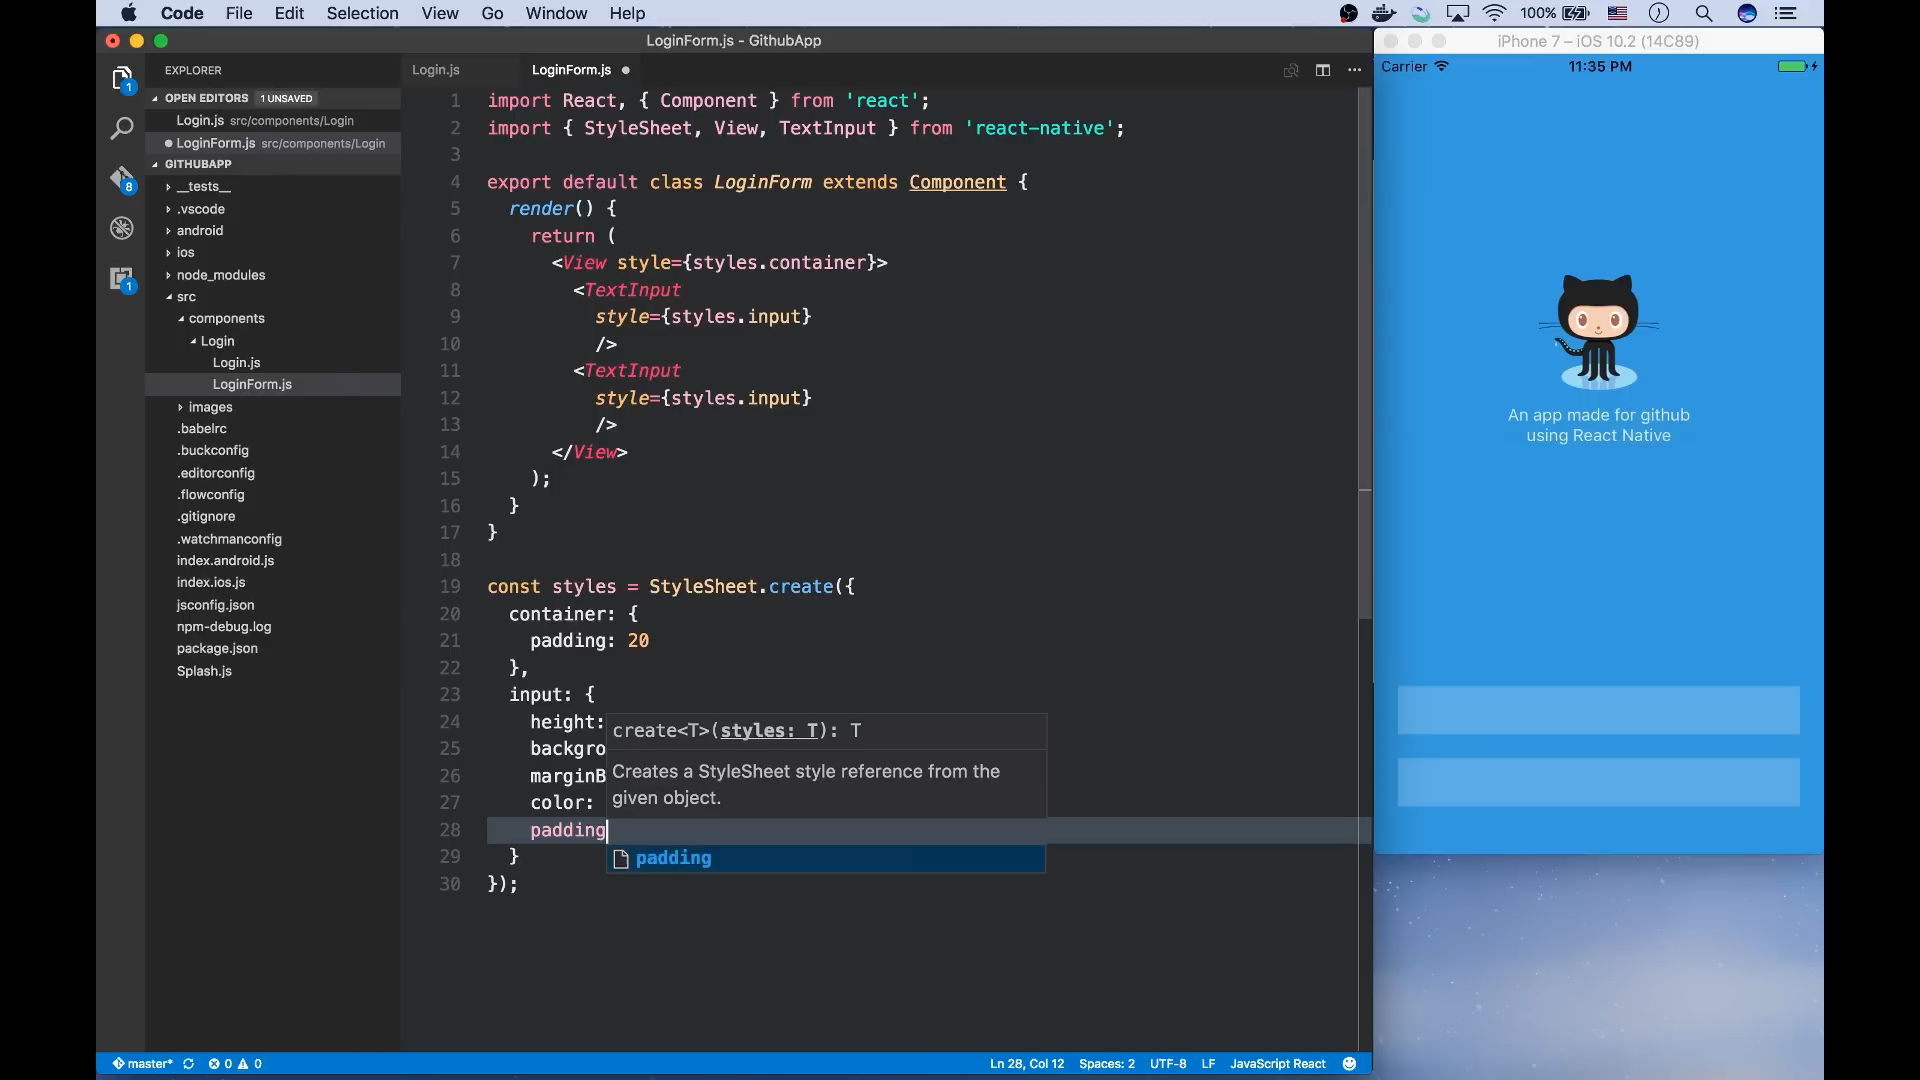 Code File Edit Selection View Go Window Help 100%
LoginForm.js - GithubApp
EXPLORER
OPEN EDITORS 1 UNSAVED
Login.js src/components/Login
LoginForm.js src/components/Login
GITHUBAPP
__tests__
.vscode
android
ios
node_modules
src
components
Login
Login.js
LoginForm.js
images
.babelrc
.buckconfig
.editorconfig
.flowconfig
.gitignore
.watchmanconfig
index.android.js
index.ios.js
jsconfig.json
npm-debug.log
package.json
Splash.js
1
8
1
Login.js LoginForm.js
1 import React, { Component } from 'react';
2 import { StyleSheet, View, TextInput } from 'react-native';
3
4 export default class LoginForm extends Component {
5 render() {
6 return (
7 <View style={styles.container}>
8 <TextInput
9 style={styles.input}
10 />
11 <TextInput
12 style={styles.input}
13 />
14 </View>
15 );
16 }
17 }
18
19 const styles = StyleSheet.create({
20 container: {
21 padding: 20
22 },
23 input: {
24 height:
25 backgro
26 marginB
27 color:
28 padding
29 }
30 });
create<T>(styles: T): T
Creates a StyleSheet style reference from the
given object.
padding
master* 0 0 Ln 28, Col 12 Spaces: 2 UTF-8 LF JavaScript React
iPhone 7 – iOS 10.2 (14C89)
Carrier 11:35 PM
An app made for github
using React Native